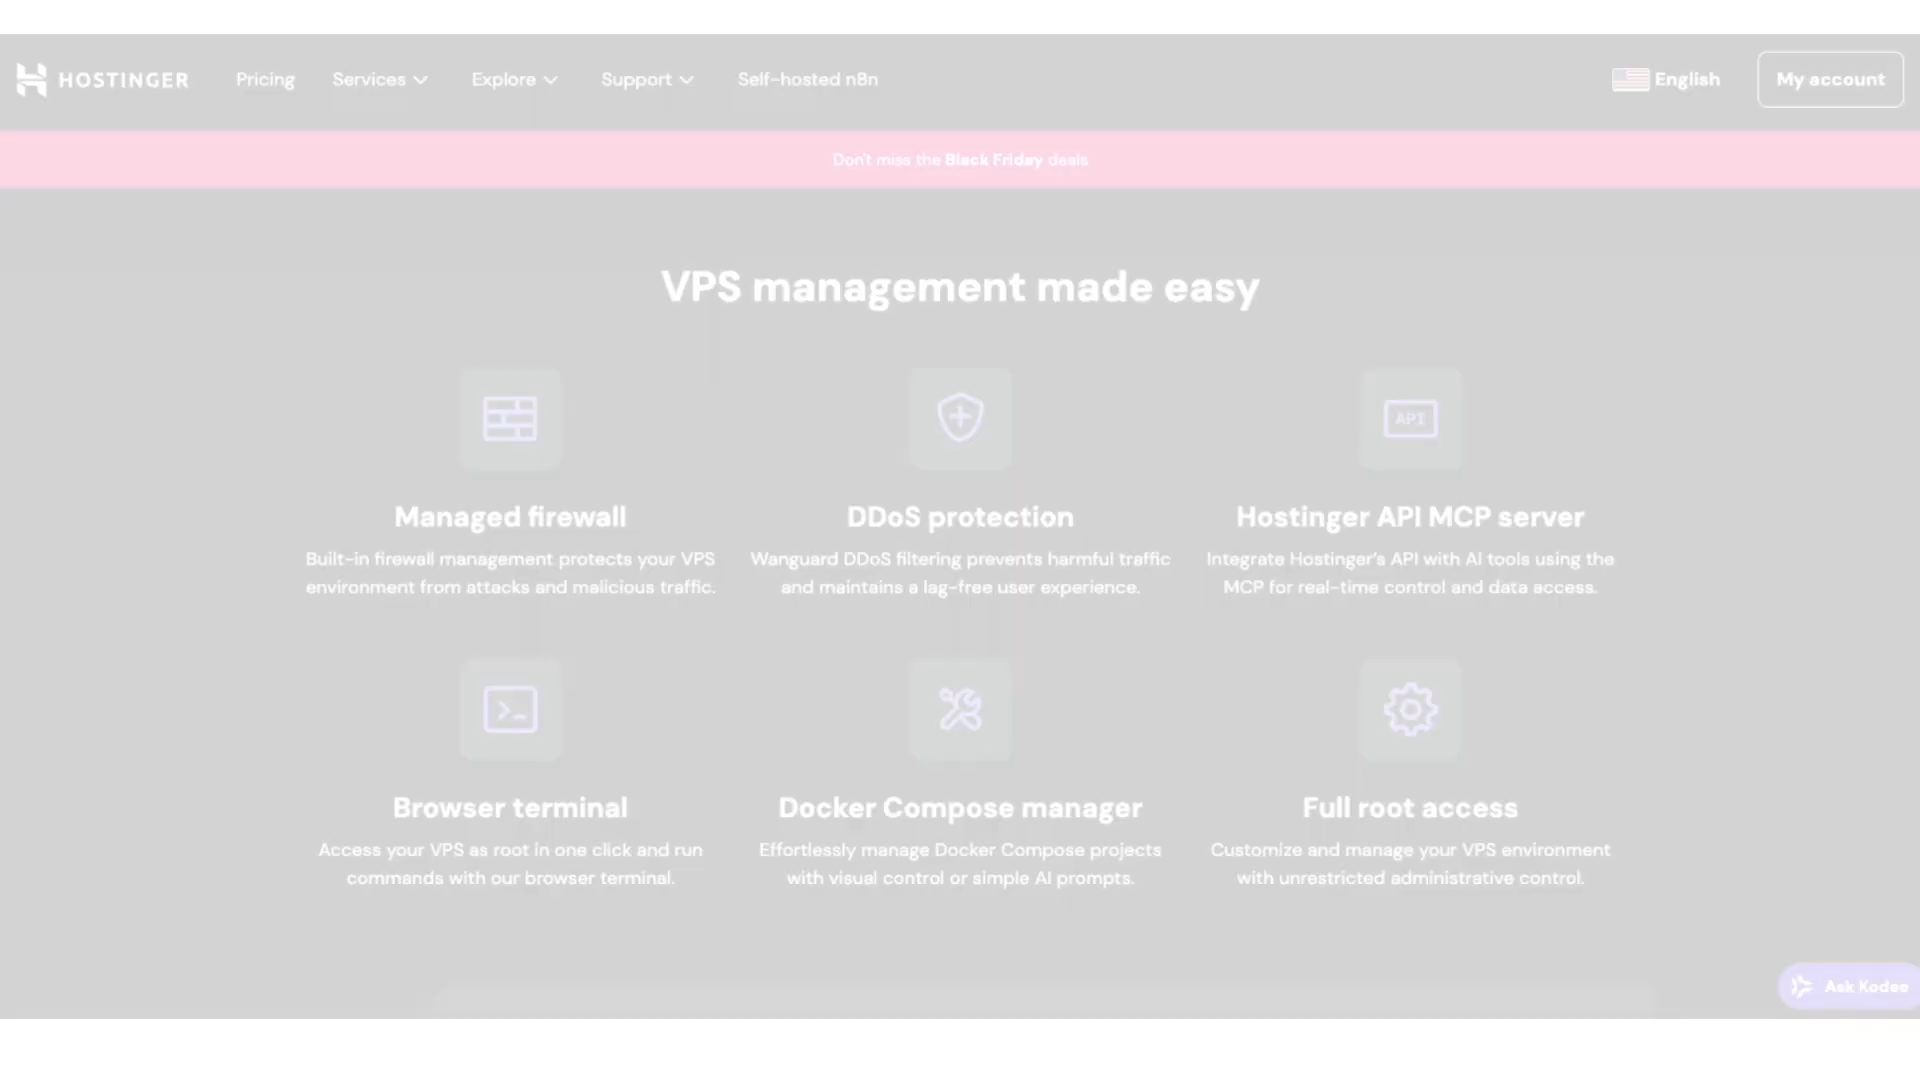 HOSTINGER
Pricing
Services
Explore
Support
Self-hosted n8n
English
My account
Don't miss the Black Friday deals
VPS management made easy
API
Managed firewall
Built-in firewall management protects your VPS
environment from attacks and malicious traffic.
DDoS protection
Wanguard DDoS filtering prevents harmful traffic
and maintains a lag-free user experience.
Hostinger API MCP server
Integrate Hostinger's API with AI tools using the
MCP for real-time control and data access.
Browser terminal
Access your VPS as root in one click and run
commands with our browser terminal.
Docker Compose manager
Effortlessly manage Docker Compose projects
with visual control or simple AI prompts.
Full root access
Customize and manage your VPS environment
with unrestricted administrative control.
Ask Kodee